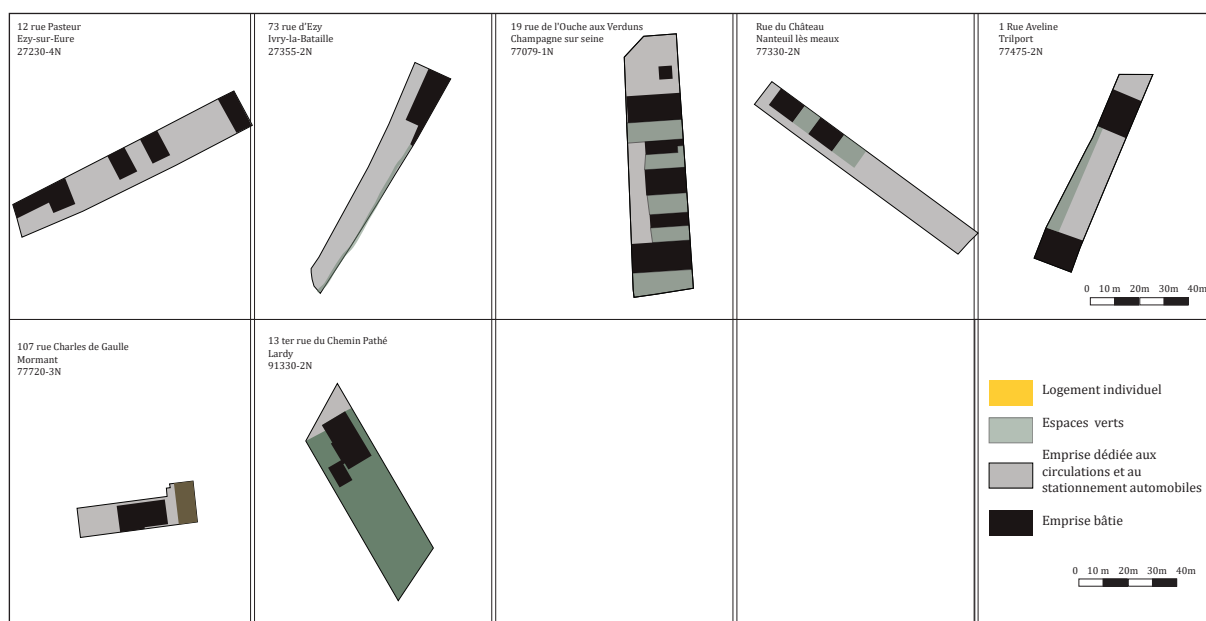 12 rue Pasteur
Ezy-sur-Eure
27230-4N
73 rue d'Ezy
Ivry-la-Bataille
27355-2N
19 rue de l'Ouche aux Verduns
Champagne sur seine
77079-1N
Rue du Château
Nanteuil lès meaux
77330-2N
1 Rue Aveline
Trilport
77475-2N
0 10 m 20m 30m 40m
107 rue Charles de Gaulle
Mormant
77720-3N
13 ter rue du Chemin Pathé
Lardy
91330-2N
Logement individuel
Espaces verts
Emprise dédiée aux
circulations et au
stationnement automobiles
Emprise bâtie
0 10 m 20m 30m 40m